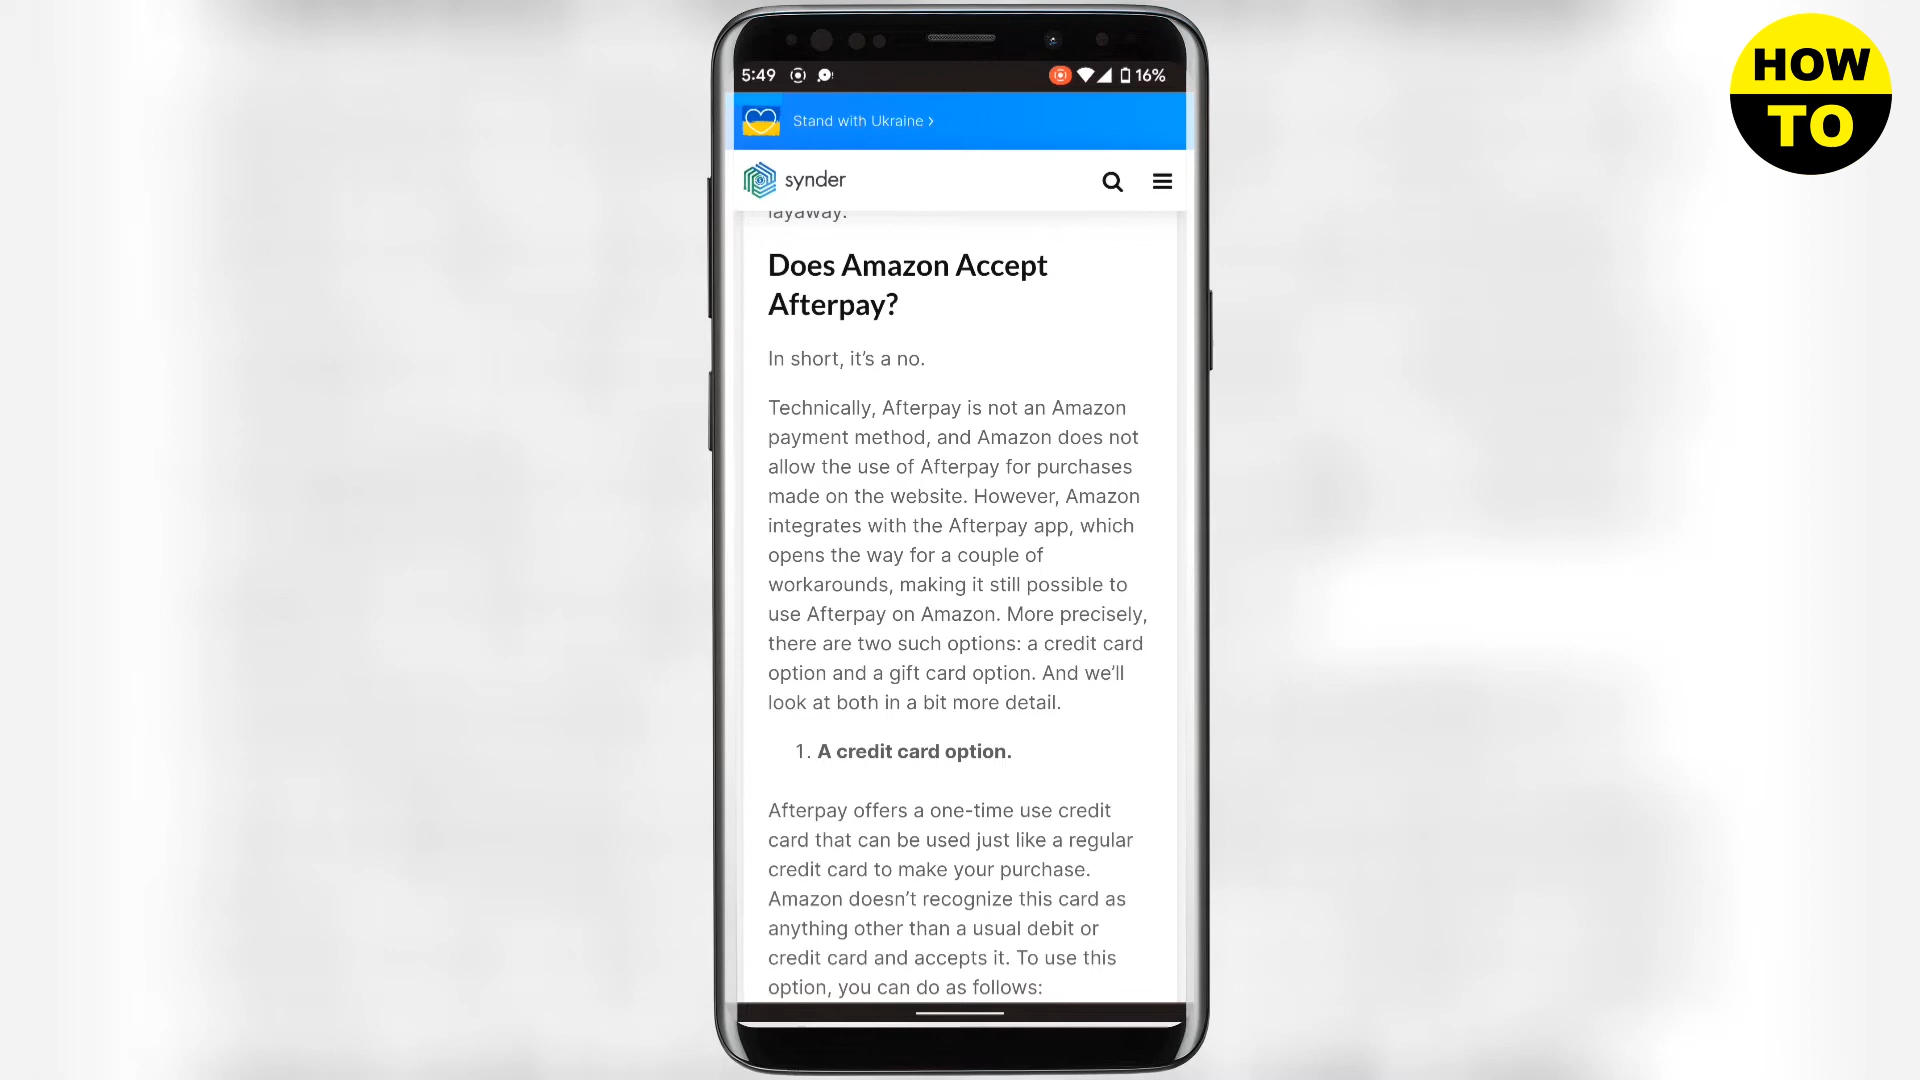 HOW
TO
5:49
16%
Stand with Ukraine ›
synder
layaway.
Does Amazon Accept
Afterpay?
In short, it’s a no.
Technically, Afterpay is not an Amazon
payment method, and Amazon does not
allow the use of Afterpay for purchases
made on the website. However, Amazon
integrates with the Afterpay app, which
opens the way for a couple of
workarounds, making it still possible to
use Afterpay on Amazon. More precisely,
there are two such options: a credit card
option and a gift card option. And we’ll
look at both in a bit more detail.
1. A credit card option.
Afterpay offers a one-time use credit
card that can be used just like a regular
credit card to make your purchase.
Amazon doesn’t recognize this card as
anything other than a usual debit or
credit card and accepts it. To use this
option, you can do as follows: